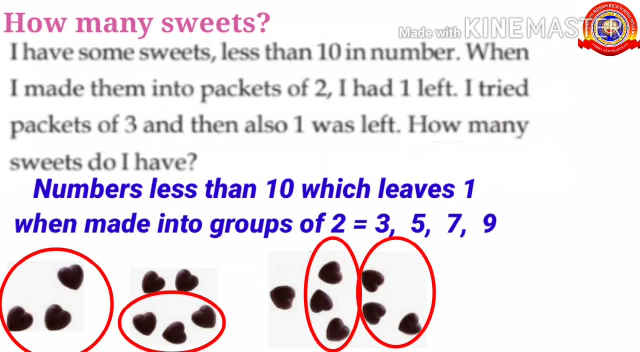 How many sweets?
Made with KINEMASTER
I have some sweets, less than 10 in number. When
I made them into packets of 2, I had 1 left. I tried
packets of 3 and then also 1 was left. How many
sweets do I have?
Numbers less than 10 which leaves 1
when made into groups of 2 = 3, 5, 7, 9